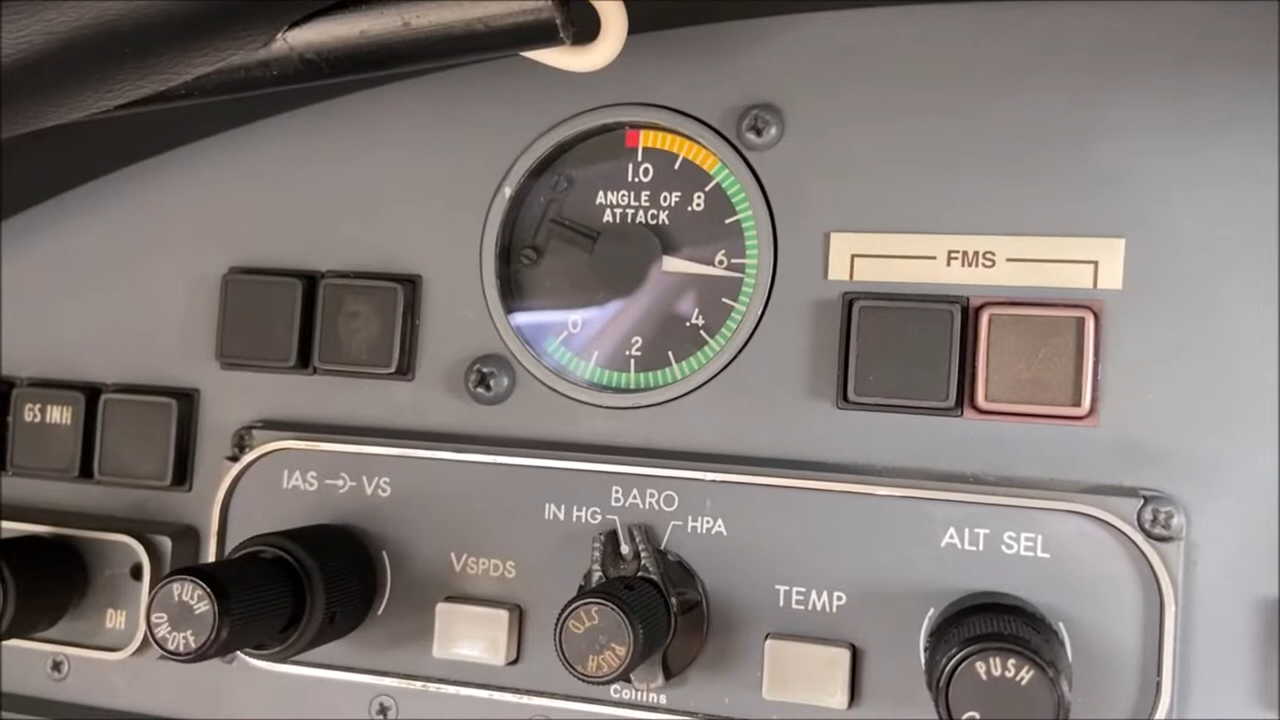 1.0
ANGLE OF
ATTACK
.8
6
.4
.2
0
FMS
GS INH
IAS VS
BARO
IN HG
HPA
ALT SEL
VSPDS
TEMP
PUSH
ON-OFF
DH
STD
PUSH
PUSH
Collins